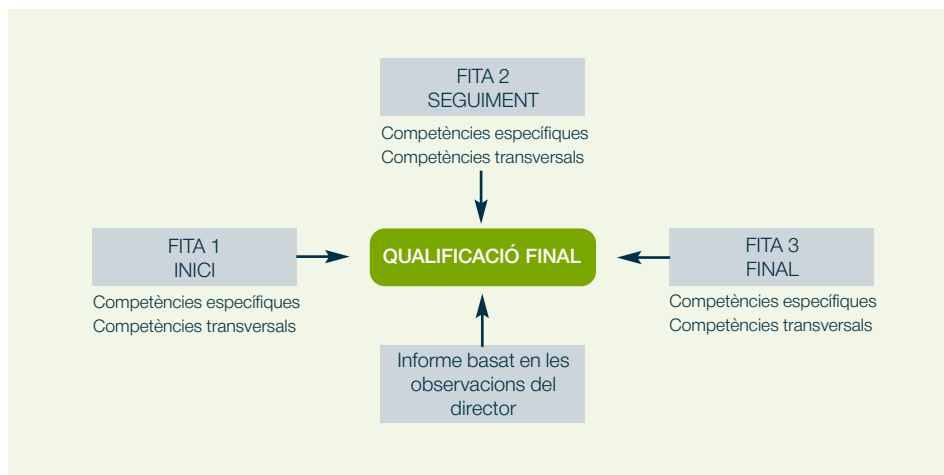 FITA 2
SEGUIMENT
Competències específiques
Competències transversals
FITA 1
INICI
Competències específiques
Competències transversals
QUALIFICACIÓ FINAL
FITA 3
FINAL
Competències específiques
Competències transversals
Informe basat en les
observacions del
director